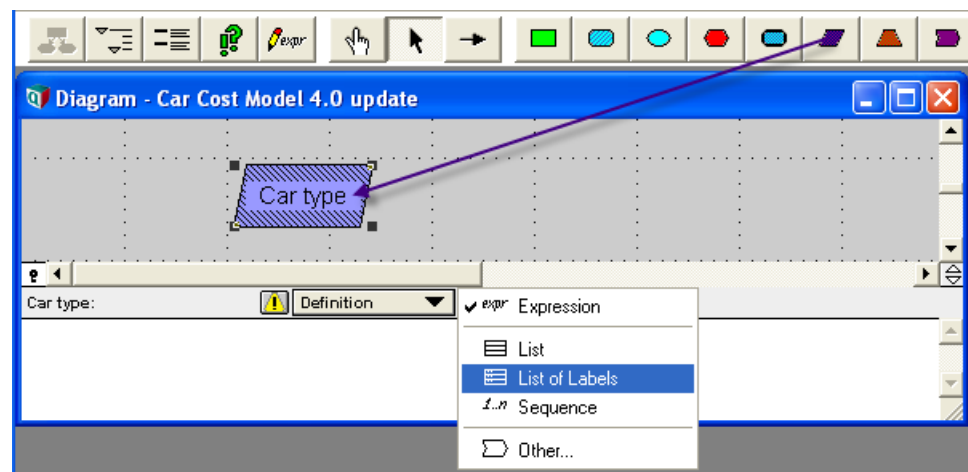 expr
Diagram - Car Cost Model 4.0 update
Car type
Car type:
Definition
expr Expression
List
List of Labels
1..n Sequence
Other...